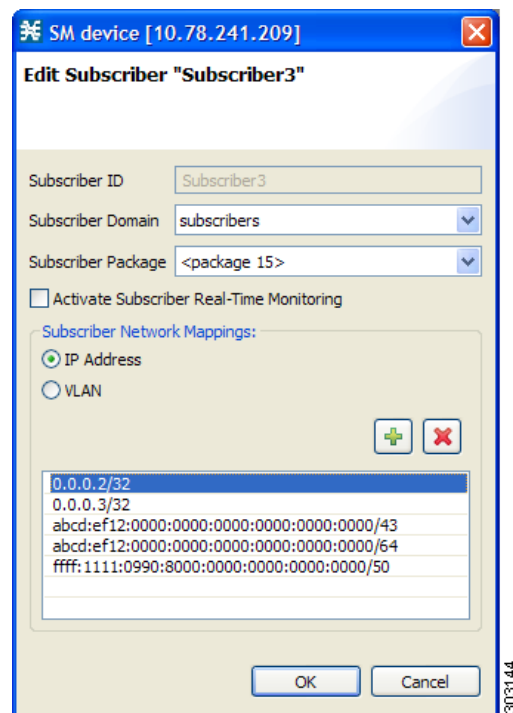 SM device [10.78.241.209]
Edit Subscriber "Subscriber3"
Subscriber ID Subscriber3
Subscriber Domain subscribers
Subscriber Package <package 15>
Activate Subscriber Real-Time Monitoring
Subscriber Network Mappings:
IP Address
VLAN
0.0.0.2/32
0.0.0.3/32
abcd:ef12:0000:0000:0000:0000:0000:0000/43
abcd:ef12:0000:0000:0000:0000:0000:0000/64
ffff:1111:0990:8000:0000:0000:0000:0000/50
OK Cancel
303144